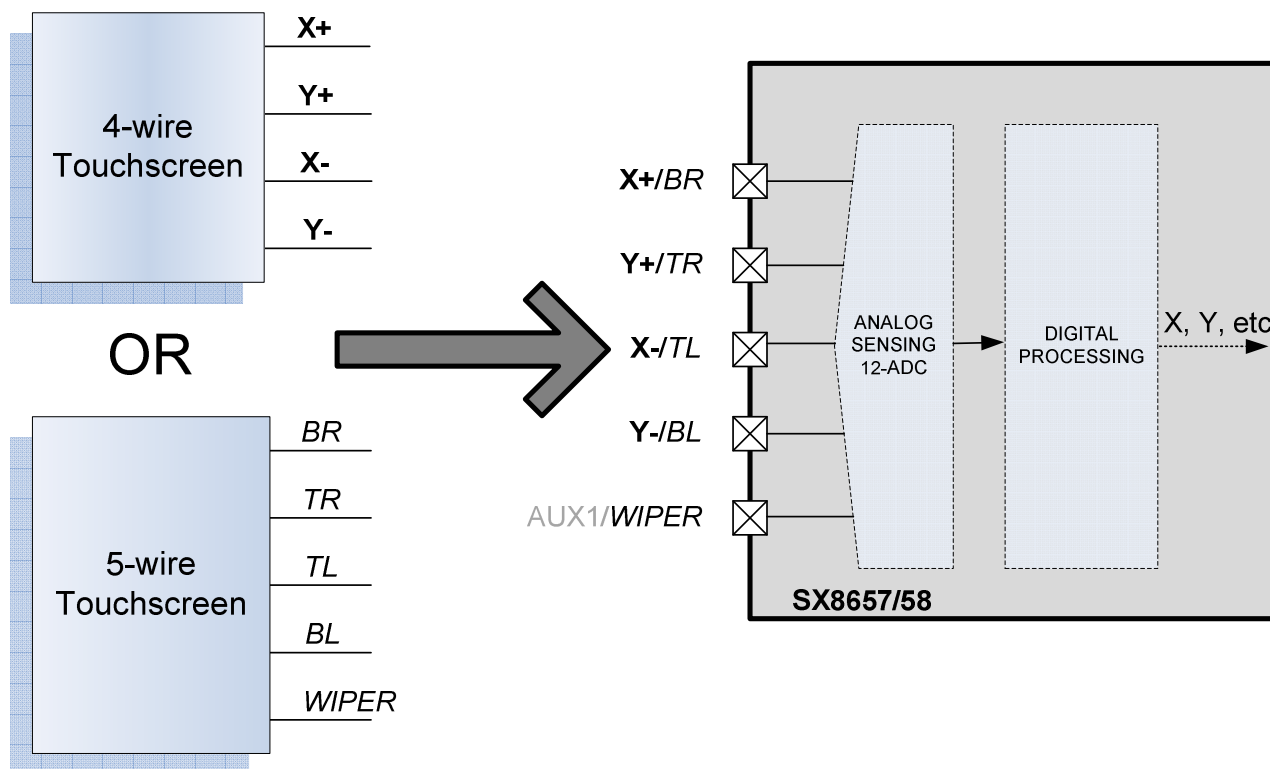 X+
Y+
4-wire
Touchscreen
X-
Y-
OR
BR
TR
5-wire
Touchscreen
TL
BL
WIPER
X+/BR
Y+/TR
X-/TL
Y-/BL
AUX1/WIPER
ANALOG
SENSING
12-ADC
DIGITAL
PROCESSING
X, Y, etc
SX8657/58